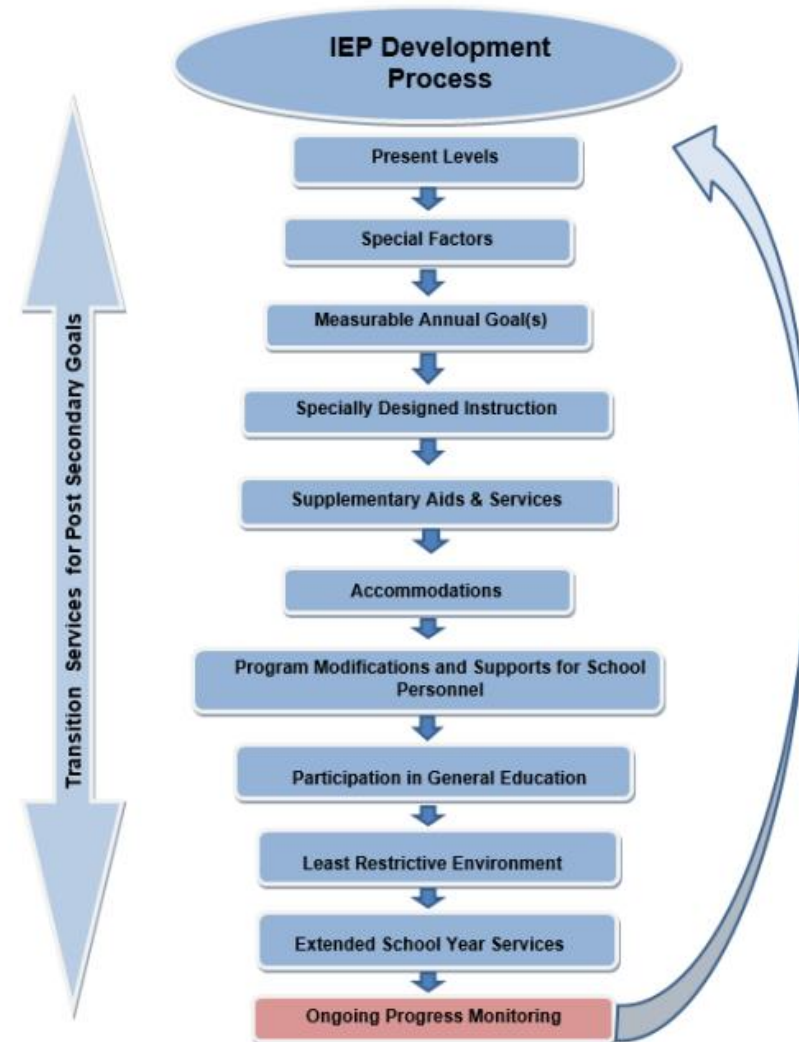 IEP Development
Process
Present Levels
Special Factors
Measurable Annual Goal(s)
Specially Designed Instruction
Supplementary Aids & Services
Accommodations
Program Modifications and Supports for School
Personnel
Participation in General Education
Least Restrictive Environment
Extended School Year Services
Ongoing Progress Monitoring
Transition Services for Post Secondary Goals